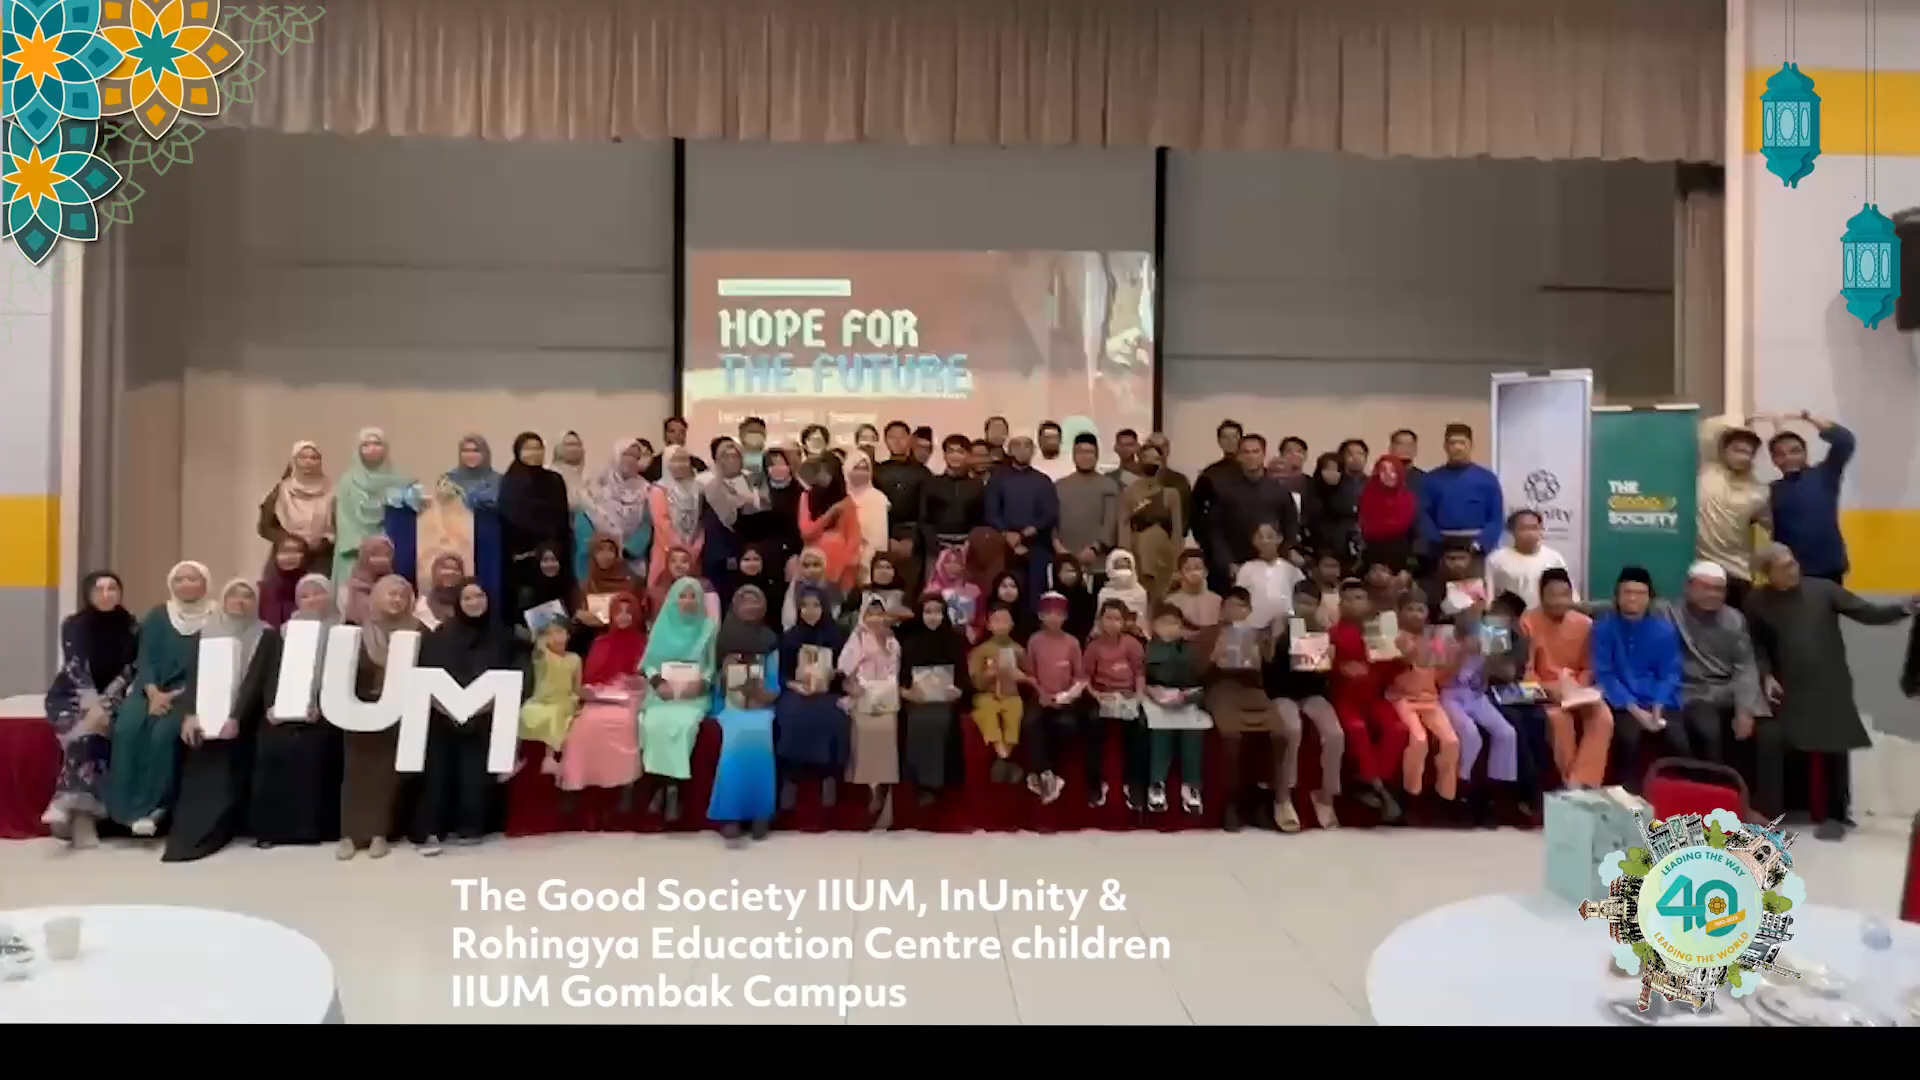 HOPE FOR
THE FUTURE
THE
GOOD
SOCIETY
IIUM
LEADING THE WAY
40
LEADING THE WORLD
The Good Society IIUM, InUnity &
Rohingya Education Centre children
IIUM Gombak Campus